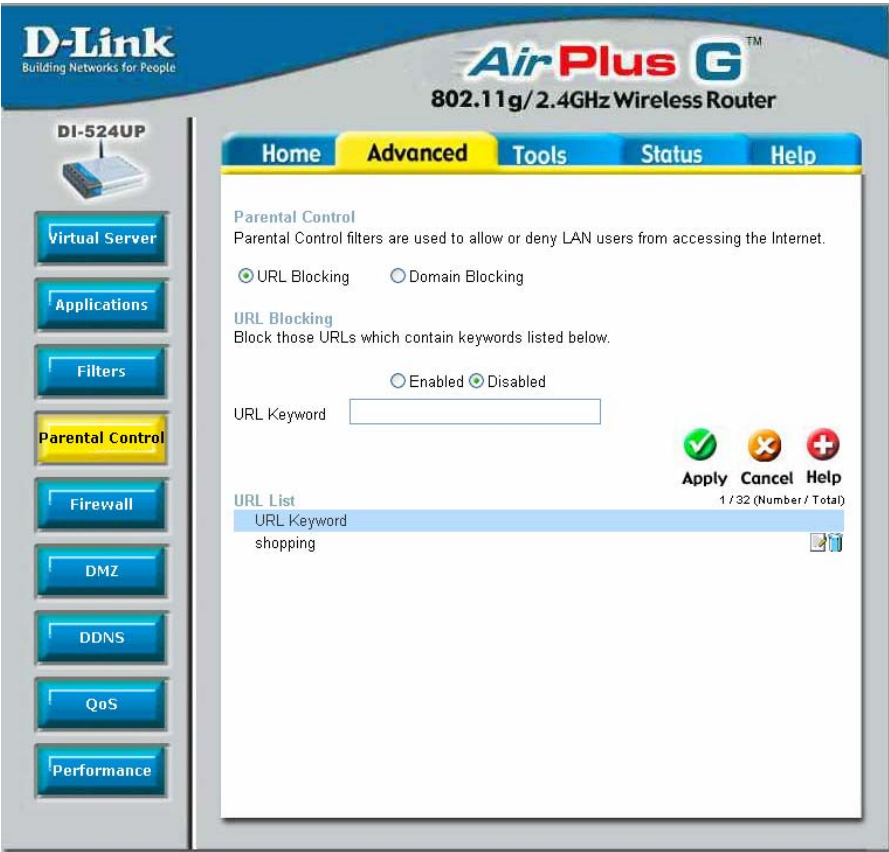 D-Link
Building Networks for People
AirPlus G™
802.11g/2.4GHz Wireless Router
DI-524UP
Home Advanced Tools Status Help
Virtual Server
Applications
Filters
Parental Control
Firewall
DMZ
DDNS
QoS
Performance
Parental Control
Parental Control filters are used to allow or deny LAN users from accessing the Internet.
URL Blocking Domain Blocking
URL Blocking
Block those URLs which contain keywords listed below.
Enabled Disabled
URL Keyword
Apply Cancel Help
URL List 1 / 32 (Number / Total)
URL Keyword
shopping